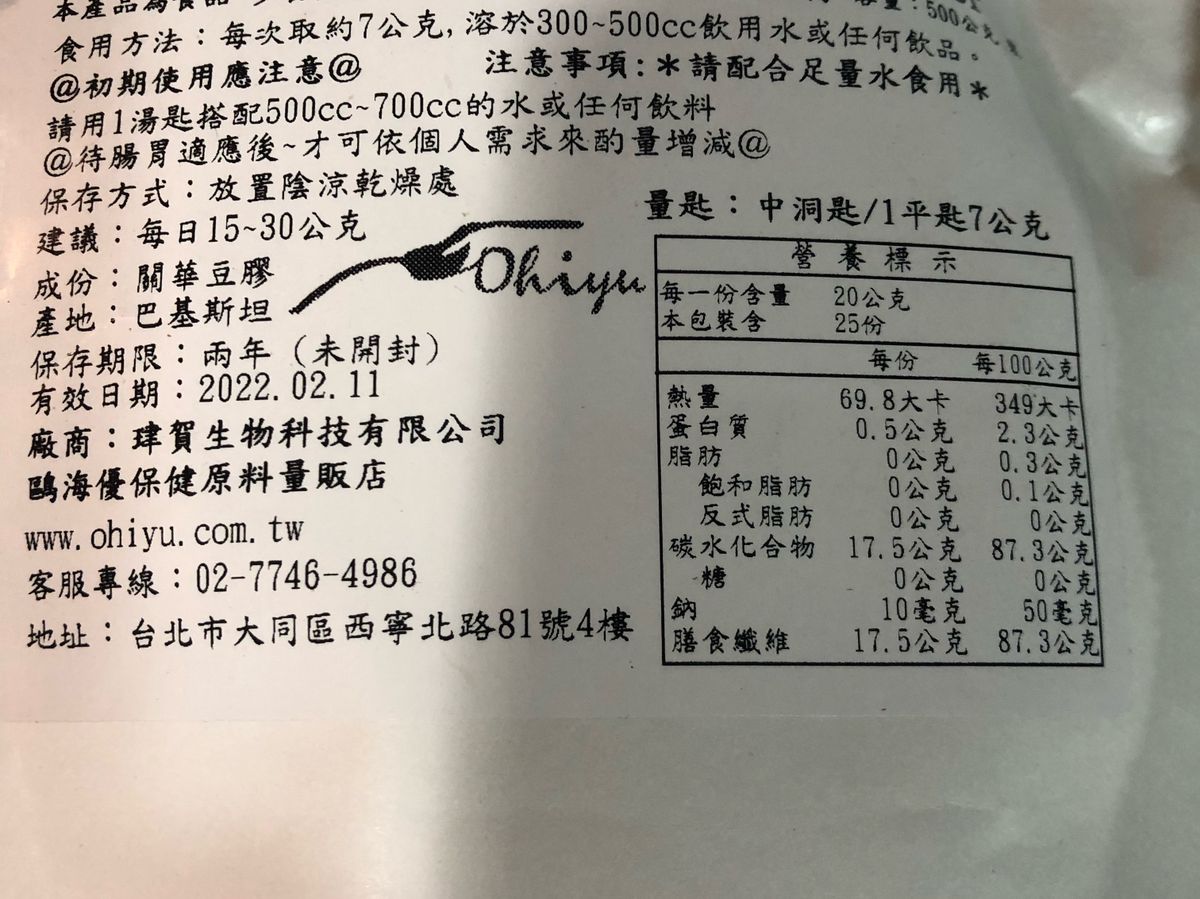 本產品為食品
容量：500公克
食用方法：每次取約7公克, 溶於300~500cc飲用水或任何飲品。
@初期使用應注意@ 注意事項：*請配合足量水食用*
請用1湯匙搭配500cc~700cc的水或任何飲料
@待腸胃適應後~才可依個人需求來酌量增減@
保存方式：放置陰涼乾燥處
建議：每日15~30公克
成份：關華豆膠
產地：巴基斯坦
保存期限：兩年（未開封）
有效日期：2022.02.11
廠商：琿賀生物科技有限公司
鷗海優保健原料量販店
www.ohiyu.com.tw
客服專線：02-7746-4986
地址：台北市大同區西寧北路81號4樓
Ohiyu
量匙：中洞匙/1平匙7公克
營養標示
每一份含量 20公克
本包裝含 25份
每份 每100公克
熱量 69.8大卡 349大卡
蛋白質 0.5公克 2.3公克
脂肪 0公克 0.3公克
飽和脂肪 0公克 0.1公克
反式脂肪 0公克 0公克
碳水化合物 17.5公克 87.3公克
糖 0公克 0公克
鈉 10毫克 50毫克
膳食纖維 17.5公克 87.3公克